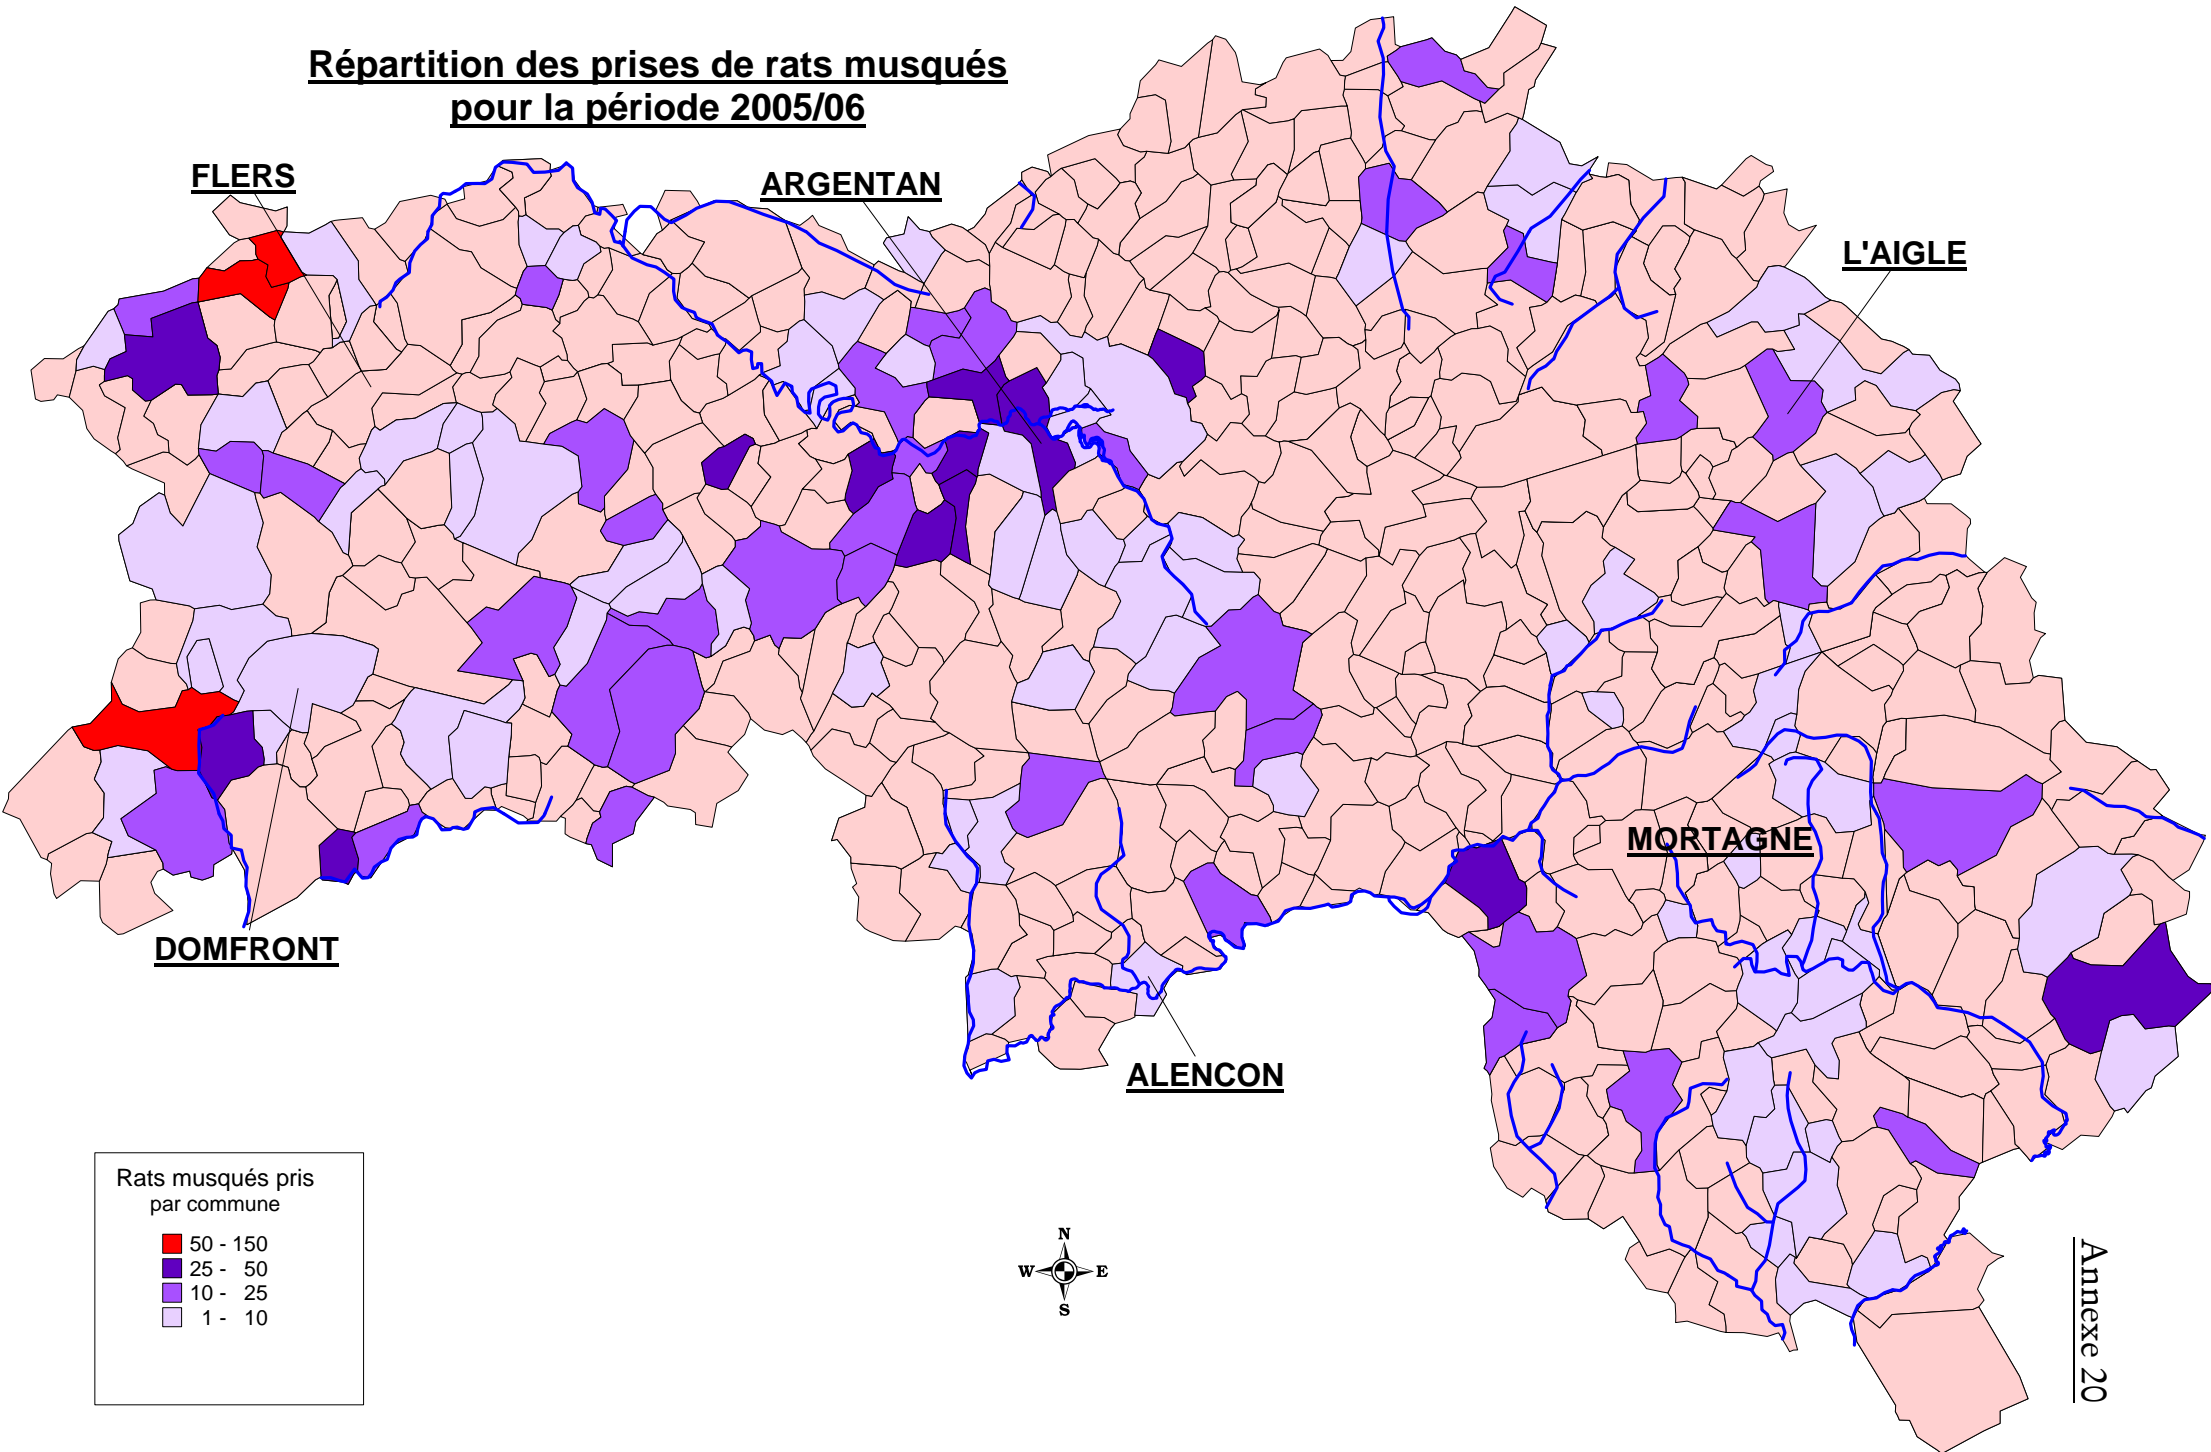 Répartition des prises de rats musqués
pour la période 2005/06
FLERS
ARGENTAN
L'AIGLE
MORTAGNE
DOMFRONT
ALENCON
Rats musqués pris
par commune
50 - 150
25 - 50
10 - 25
1 - 10
N
W E
S
Annexe 20